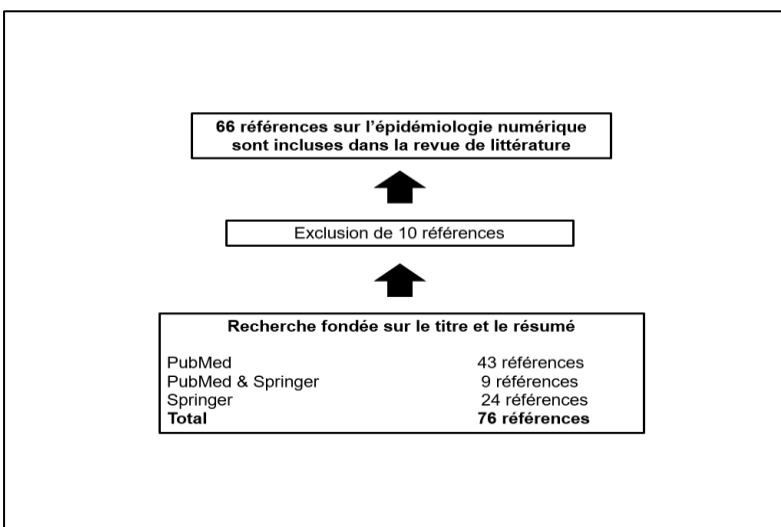 66 références sur l'épidémiologie numérique
sont incluses dans la revue de littérature
Exclusion de 10 références
Recherche fondée sur le titre et le résumé
PubMed 43 références
PubMed & Springer 9 références
Springer 24 références
Total 76 références